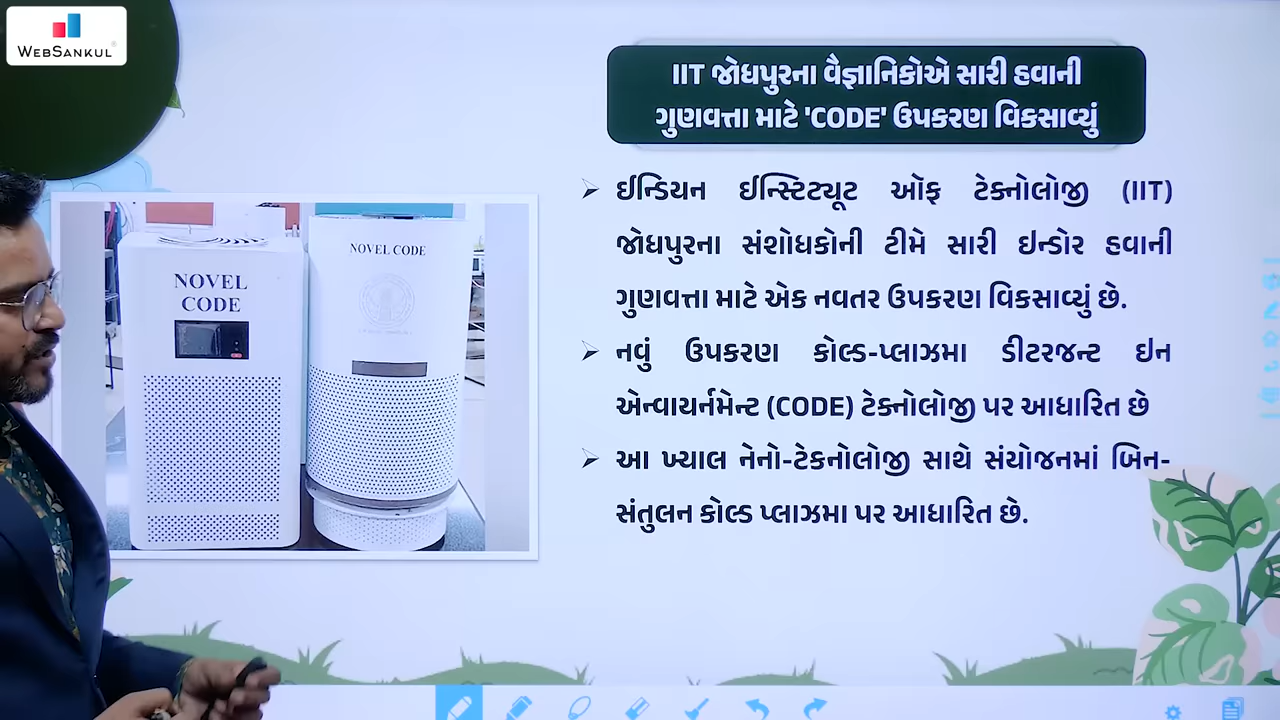 WEBSANKUL
IIT જોધપુરના વૈજ્ઞાનિકોએ સારી હવાની
ગુણવત્તા માટે 'CODE' ઉપકરણ વિકસાવ્યું
ઈન્ડિયન ઈન્સ્ટિટ્યૂટ ઓફ ટેક્નોલોજી (IIT)
જોધપુરના સંશોધકોની ટીમે સારી ઇન્ડોર હવાની
ગુણવત્તા માટે એક નવતર ઉપકરણ વિકસાવ્યું છે.
નવું ઉપકરણ કોલ્ડ-પ્લાઝમા ડીટરજન્ટ ઇન
એન્વાયર્નમેન્ટ (CODE) ટેક્નોલોજી પર આધારિત છે
આ ખ્યાલ નેનો-ટેકનોલોજી સાથે સંયોજનમાં બિન-
સંતુલન કોલ્ડ પ્લાઝમા પર આધારિત છે.
NOVEL
CODE
NOVEL CODE